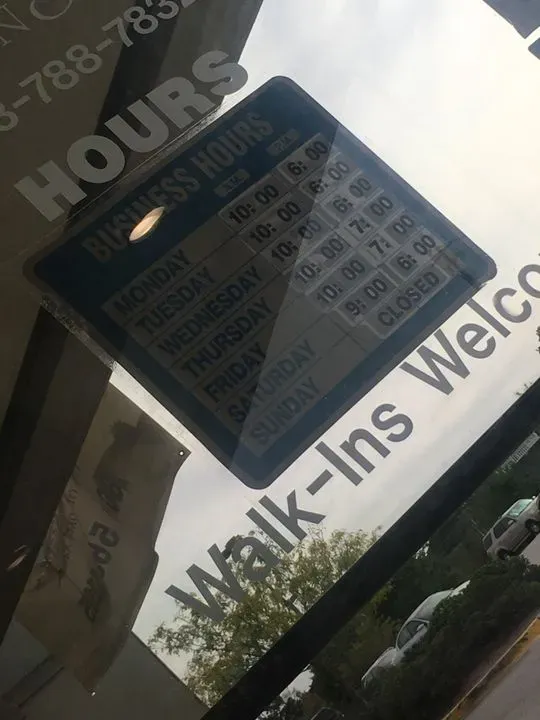 3-788-783
HOURS
BUSINESS HOURS
MONDAY 10:00 6:00
TUESDAY 10:00 6:00
WEDNESDAY 10:00 6:00
THURSDAY 10:00 7:00
FRIDAY 10:00 7:00
SATURDAY 9:00 6:00
SUNDAY CLOSED
Walk-Ins Welco